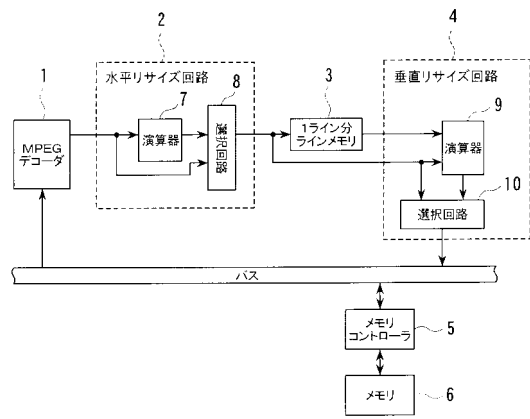 2
4
水平リサイズ回路
8
3
垂直リサイズ回路
1
7
9
MPEG
デコーダ
演算器
選択回路
1ライン分
ラインメモリ
演算器
10
選択回路
バス
メモリ
コントローラ
5
メモリ
6